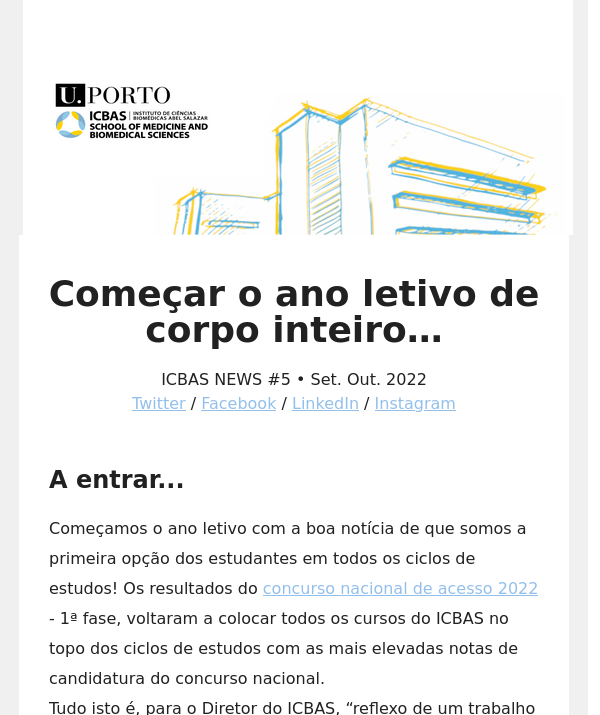 U. PORTO
ICBAS INSTITUTO DE CIÊNCIAS
BIOMÉDICAS ABEL SALAZAR
SCHOOL OF MEDICINE AND
BIOMEDICAL SCIENCES
Começar o ano letivo de
corpo inteiro…
ICBAS NEWS #5 • Set. Out. 2022
Twitter / Facebook / LinkedIn / Instagram
A entrar...
Começamos o ano letivo com a boa notícia de que somos a
primeira opção dos estudantes em todos os ciclos de
estudos! Os resultados do concurso nacional de acesso 2022
- 1ª fase, voltaram a colocar todos os cursos do ICBAS no
topo dos ciclos de estudos com as mais elevadas notas de
candidatura do concurso nacional.
Tudo isto é, para o Diretor do ICBAS, “reflexo de um trabalho